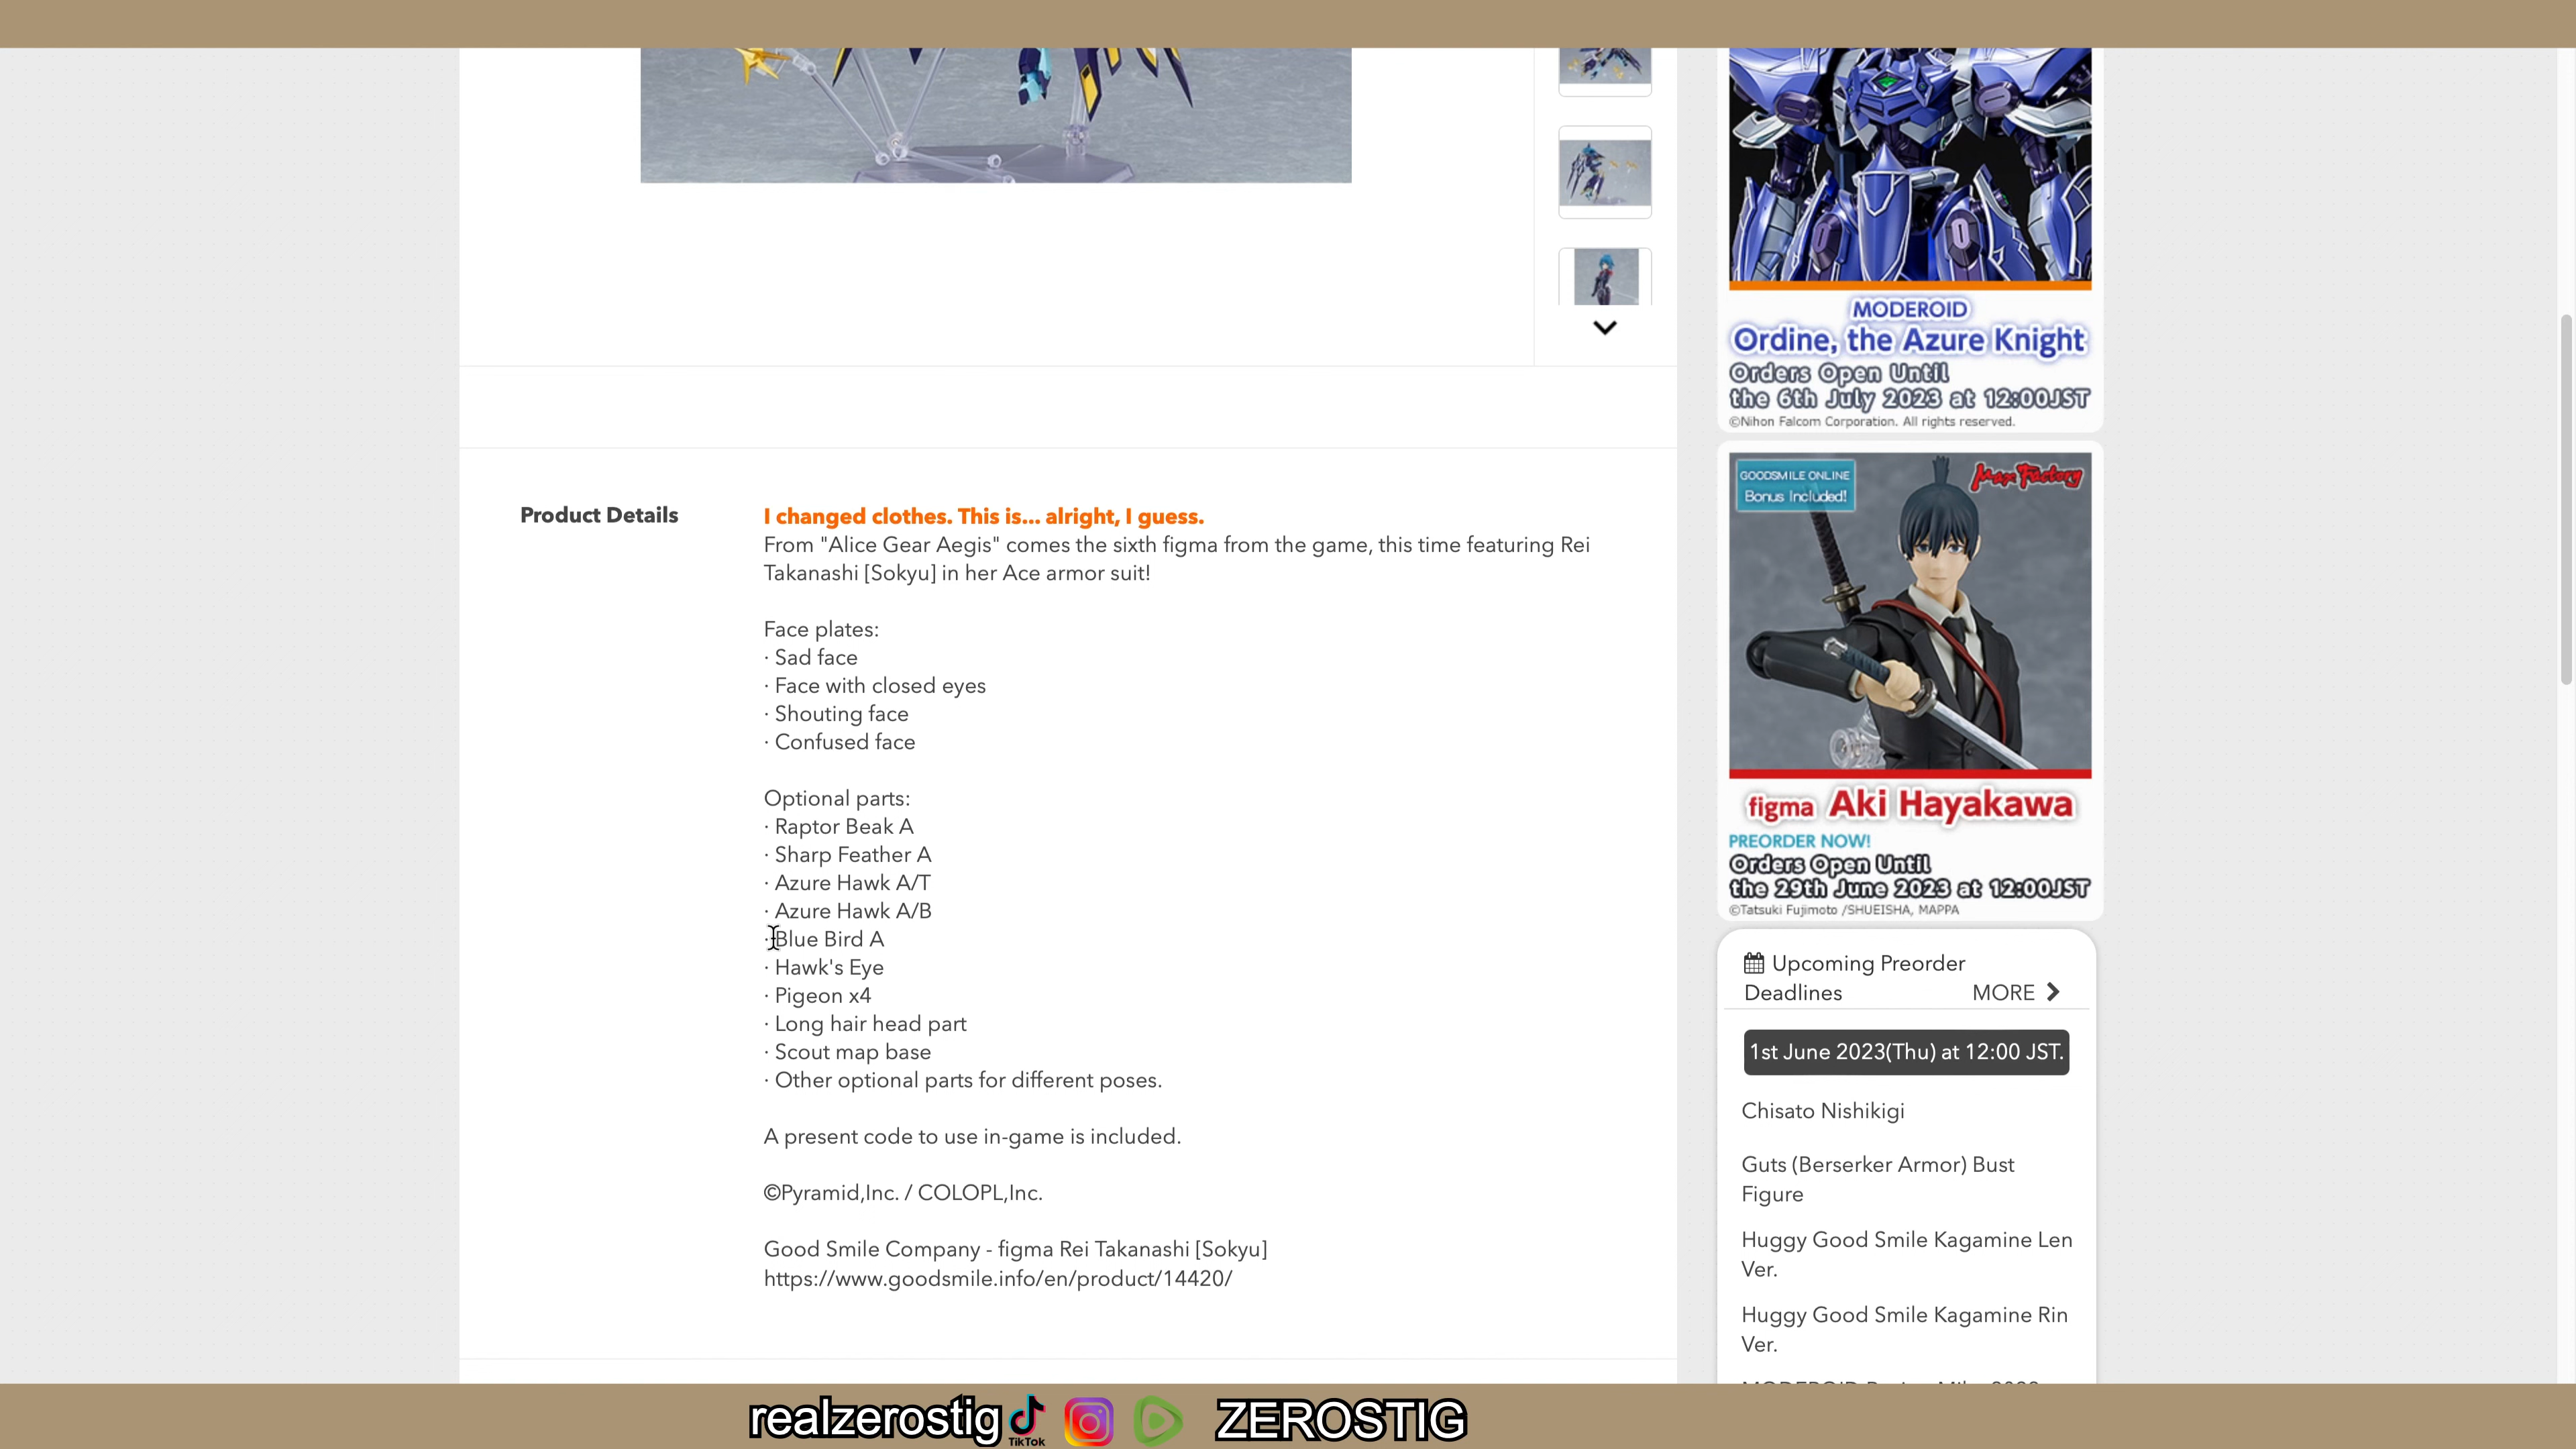 Product Details
I changed clothes. This is... alright, I guess.
From "Alice Gear Aegis" comes the sixth figma from the game, this time featuring Rei
Takanashi [Sokyu] in her Ace armor suit!
Face plates:
· Sad face
· Face with closed eyes
· Shouting face
· Confused face
Optional parts:
· Raptor Beak A
· Sharp Feather A
· Azure Hawk A/T
· Azure Hawk A/B
· Blue Bird A
· Hawk's Eye
· Pigeon x4
· Long hair head part
· Scout map base
· Other optional parts for different poses.
A present code to use in-game is included.
©Pyramid,Inc. / COLOPL,Inc.
Good Smile Company - figma Rei Takanashi [Sokyu]
https://www.goodsmile.info/en/product/14420/
MODEROID
Ordine, the Azure Knight
Orders Open Until
the 6th July 2023 at 12:00JST
©Nihon Falcom Corporation. All rights reserved.
GOODSMILE ONLINE
Bonus Included!
Max Factory
figma Aki Hayakawa
PREORDER NOW!
Orders Open Until
the 29th June 2023 at 12:00JST
©Tatsuki Fujimoto /SHUEISHA, MAPPA
Upcoming Preorder
Deadlines MORE
1st June 2023(Thu) at 12:00 JST.
Chisato Nishikigi
Guts (Berserker Armor) Bust
Figure
Huggy Good Smile Kagamine Len
Ver.
Huggy Good Smile Kagamine Rin
Ver.
realzerostig
TikTok
ZEROSTIG